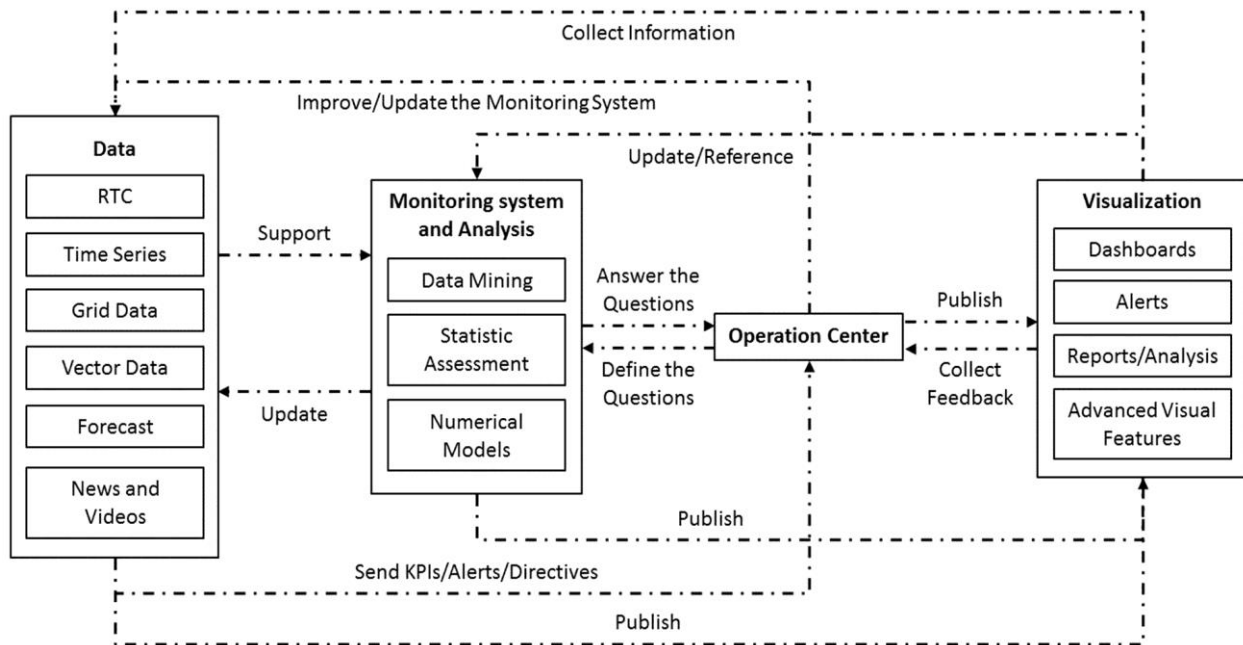 Collect Information
Improve/Update the Monitoring System
Update/Reference
Data
RTC
Time Series
Grid Data
Vector Data
Forecast
News and
Videos
Support
Update
Monitoring system
and Analysis
Data Mining
Statistic
Assessment
Numerical
Models
Answer the
Questions
Define the
Questions
Operation Center
Publish
Collect
Feedback
Visualization
Dashboards
Alerts
Reports/Analysis
Advanced Visual
Features
Publish
Send KPIs/Alerts/Directives
Publish